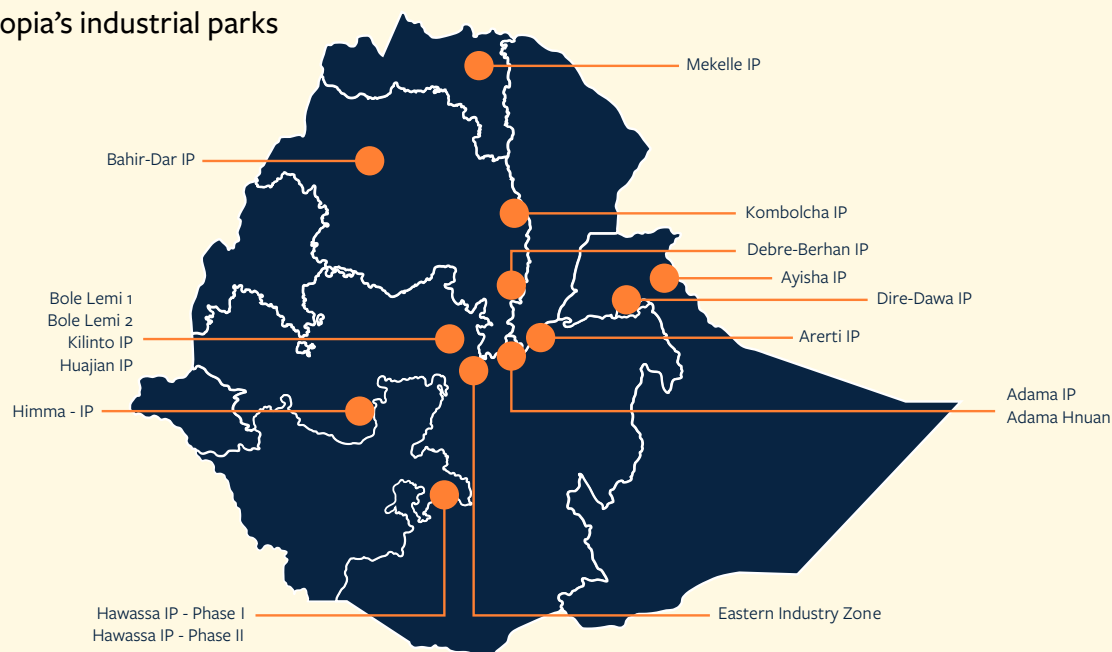 opia's industrial parks
Mekelle IP
Bahir-Dar IP
Kombolcha IP
Debre-Berhan IP
Ayisha IP
Dire-Dawa IP
Bole Lemi 1
Bole Lemi 2
Kilinto IP
Huajian IP
Arerti IP
Himma - IP
Adama IP
Adama Hnuan
Hawassa IP - Phase I
Hawassa IP - Phase II
Eastern Industry Zone